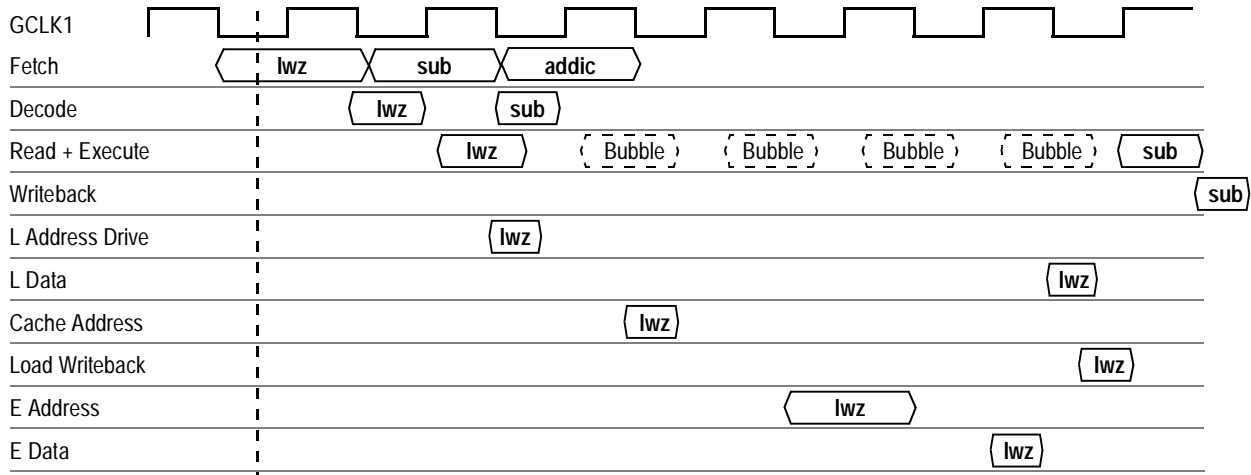 GCLK1
Fetch lwz sub addic
Decode lwz sub
Read + Execute lwz Bubble Bubble Bubble Bubble sub
Writeback sub
L Address Drive lwz
L Data lwz
Cache Address lwz
Load Writeback lwz
E Address lwz
E Data lwz